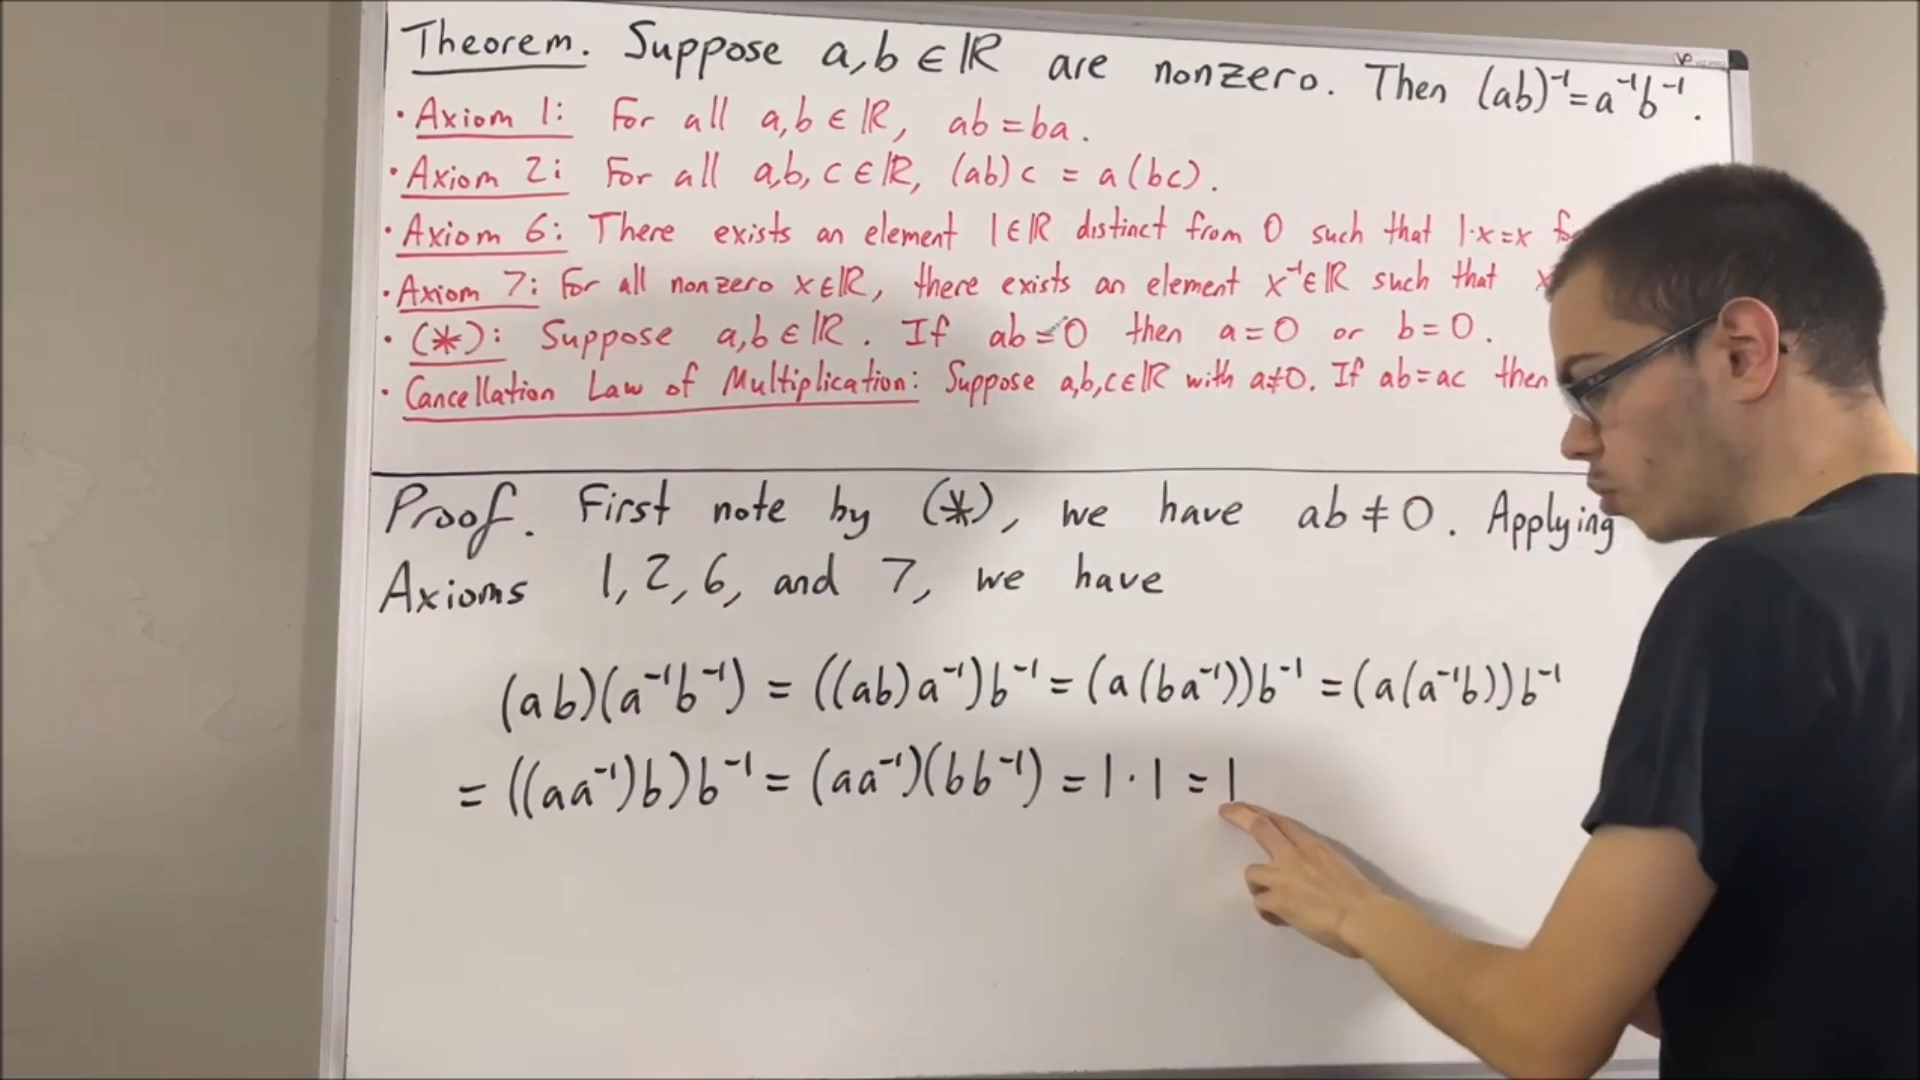 Theorem. Suppose a,b∈ℝ are nonzero. Then (ab)⁻¹=a⁻¹b⁻¹.
• Axiom 1: For all a,b∈ℝ, ab=ba.
• Axiom 2: For all a,b,c∈ℝ, (ab)c = a(bc).
• Axiom 6: There exists an element 1∈ℝ distinct from 0 such that 1·x=x
• Axiom 7: For all nonzero x∈ℝ, there exists an element x⁻¹∈ℝ such that
• (*): Suppose a,b∈ℝ. If ab=0 then a=0 or b=0.
• Cancellation Law of Multiplication: Suppose a,b,c∈ℝ with a≠0. If ab=ac then
Proof. First note by (*), we have ab≠0. Applying
Axioms 1,2,6, and 7, we have
(ab)(a⁻¹b⁻¹) = ((ab)a⁻¹)b⁻¹ = (a(ba⁻¹))b⁻¹ = (a(a⁻¹b))b⁻¹
= ((aa⁻¹)b)b⁻¹ = (aa⁻¹)(bb⁻¹) = 1·1 = 1